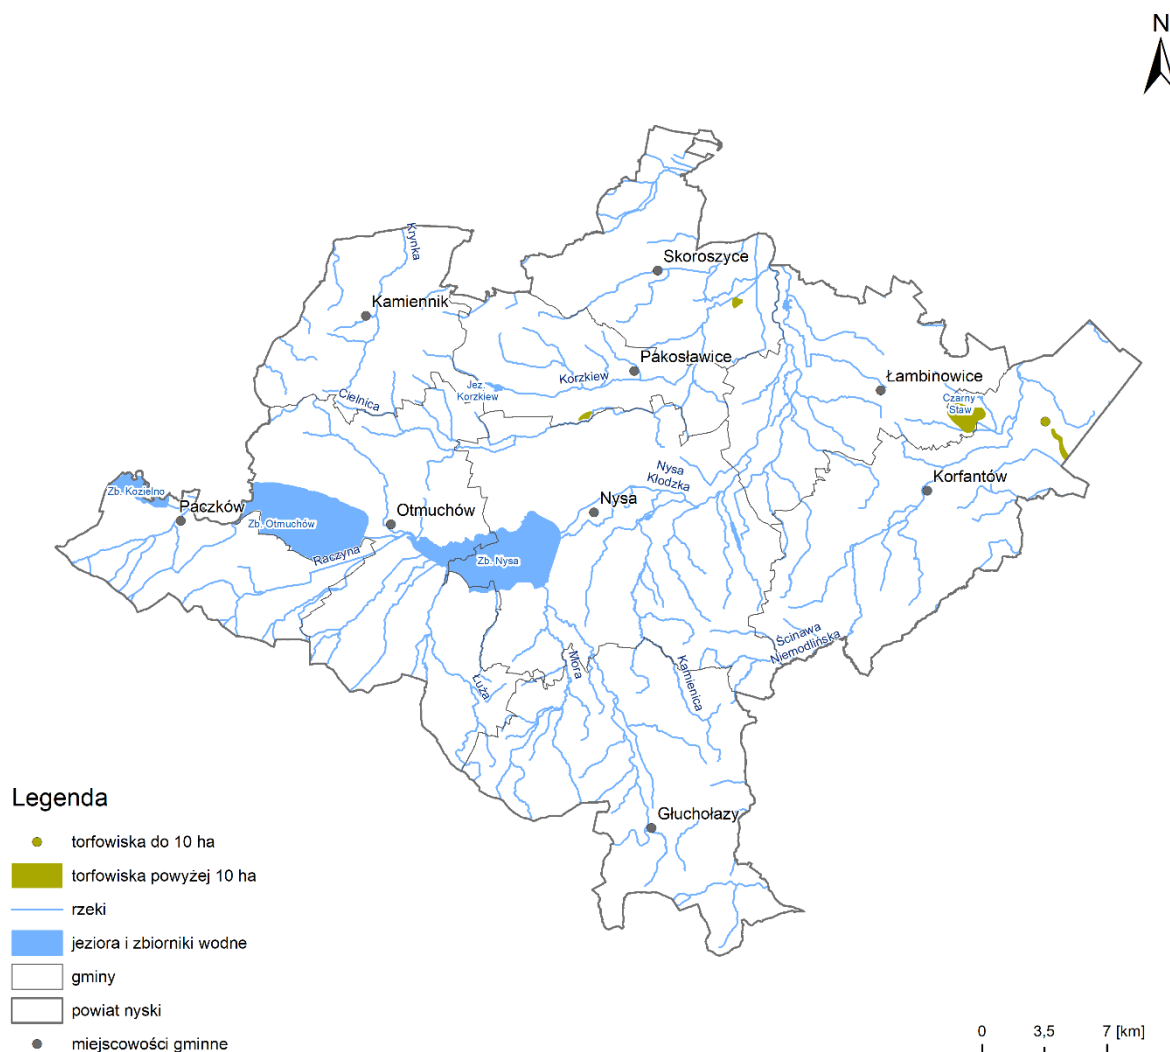 N
Krynka
Skoroszyce
Kamiennik
Pakosławice
Korzkiew
Jez.
Korzkiew
Łambinowice
Cielnica
Czarny
Staw
Nysa
Kłodzka
Korfantów
Zb. Kozielno
Paczków
Nysa
Otmuchów
Zb. Otmuchów
Raczyna
Zb. Nysa
Ścinawa
Niemodlińska
Mora
Kamienica
Łuża
Głuchołazy
Legenda
torfowiska do 10 ha
torfowiska powyżej 10 ha
rzeki
jeziora i zbiorniki wodne
gminy
powiat nyski
miejscowości gminne
0 3,5 7 [km]